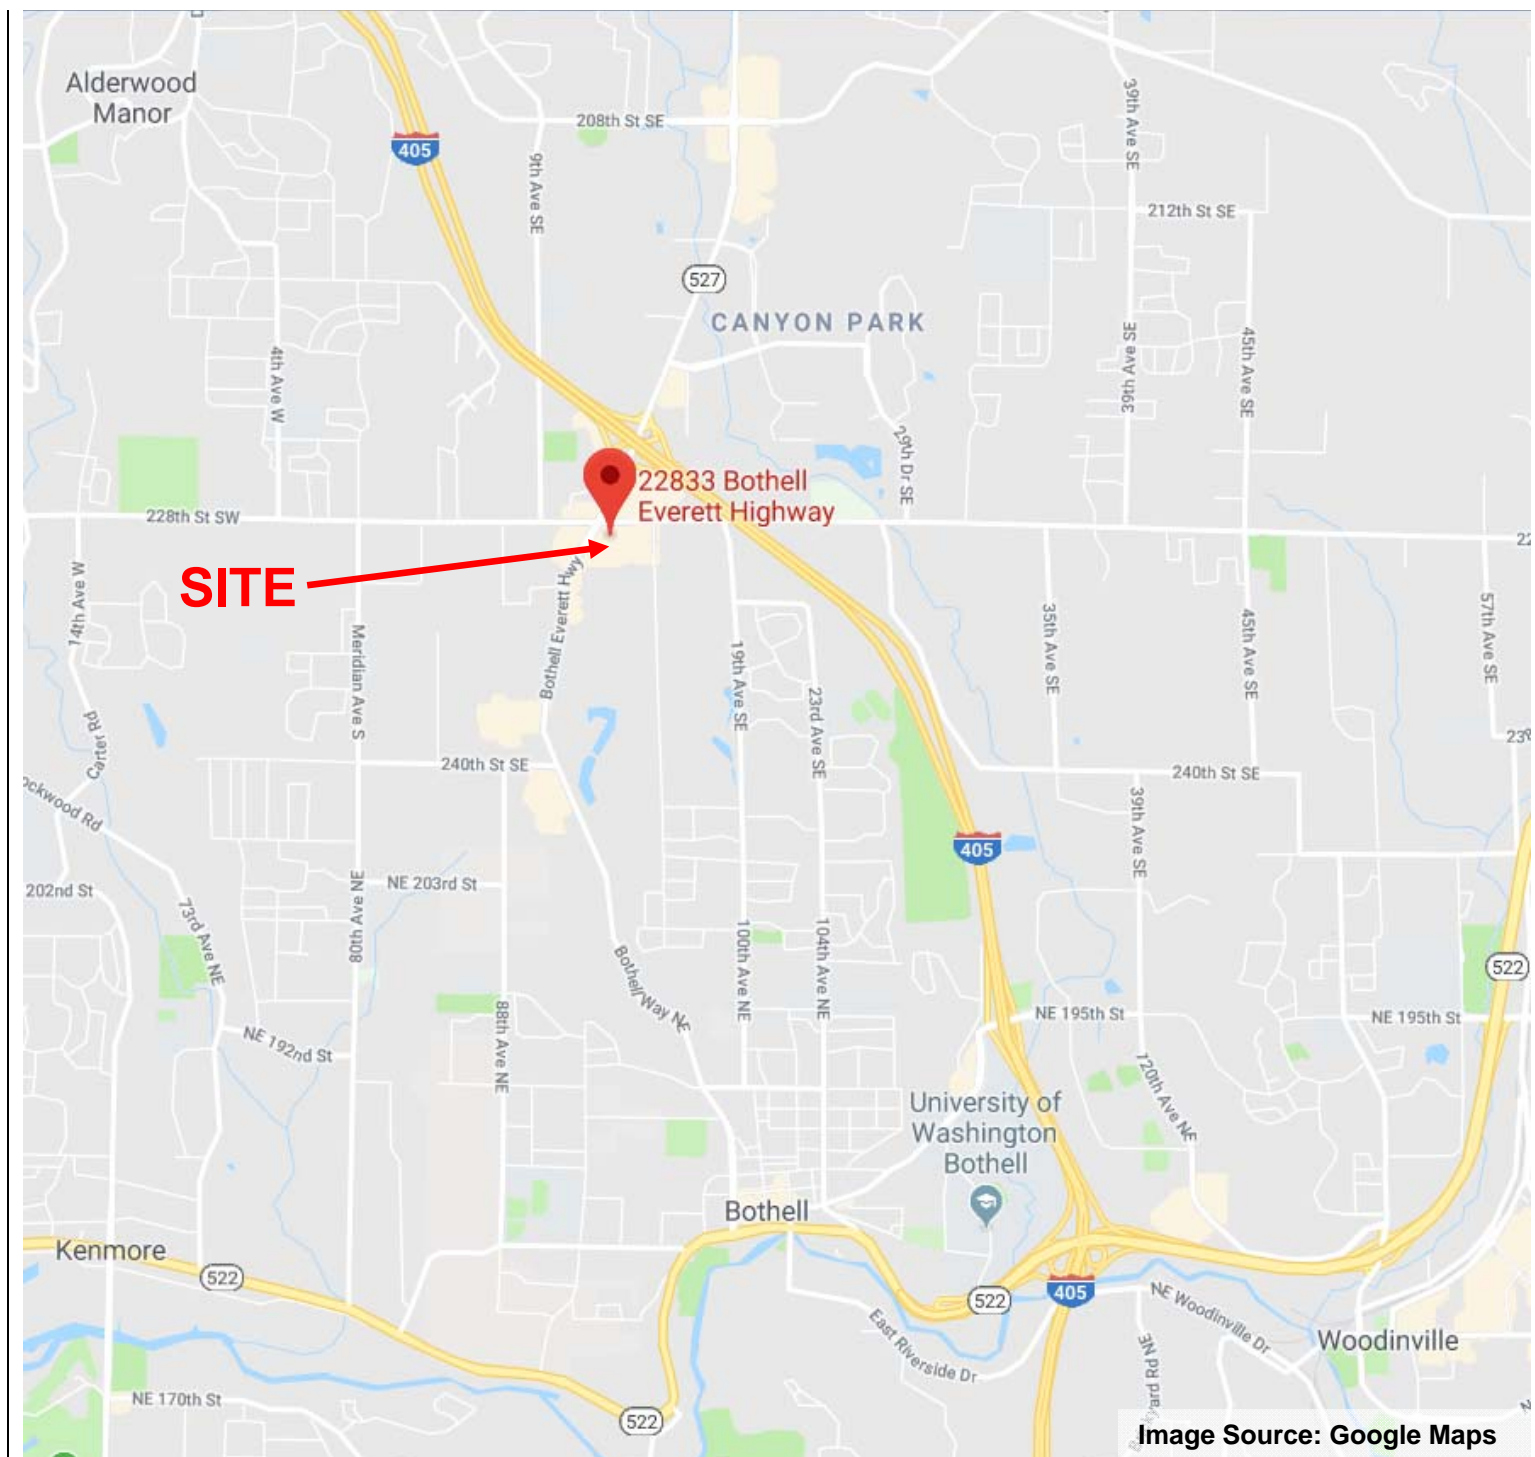 Alderwood
Manor
405
208th St SE
39th Ave SE
9th Ave SE
212th St SE
527
CANYON PARK
4th Ave W
39th Ave SE
45th Ave SE
29th Dr SE
22833 Bothell
Everett Highway
228th St SW
SITE
14th Ave W
Bothell Everett Hwy
Meridian Ave S
19th Ave SE
23rd Ave SE
35th Ave SE
45th Ave SE
57th Ave SE
Carter Rd
240th St SE
240th St SE
39th Ave SE
405
202nd St
73rd Ave NE
80th Ave NE
NE 203rd St
100th Ave NE
104th Ave NE
Bothell Way NE
522
88th Ave NE
NE 192nd St
NE 195th St
NE 195th St
120th Ave NE
University of
Washington
Bothell
Bothell
Kenmore
522
522
405
East Riverside Dr
NE Woodinville Dr
Woodinville
NE 170th St
522
Image Source: Google Maps